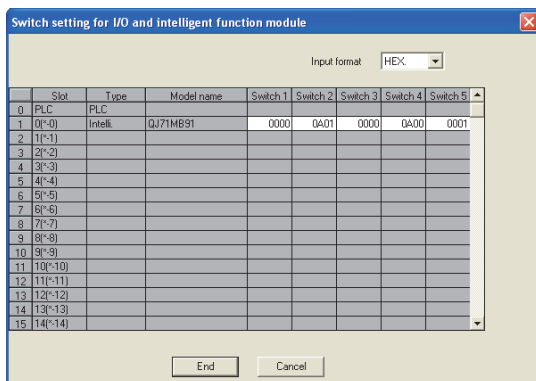 Switch setting for I/O and intelligent function module
Input format HEX.
Slot Type Model name Switch 1 Switch 2 Switch 3 Switch 4 Switch 5
0 PLC PLC
1 0(*-0) Intelli. QJ71MB91 0000 0A01 0000 0A00 0001
2 1(*-1)
3 2(*-2)
4 3(*-3)
5 4(*-4)
6 5(*-5)
7 6(*-6)
8 7(*-7)
9 8(*-8)
10 9(*-9)
11 10(*-10)
12 11(*-11)
13 12(*-12)
14 13(*-13)
15 14(*-14)
End Cancel